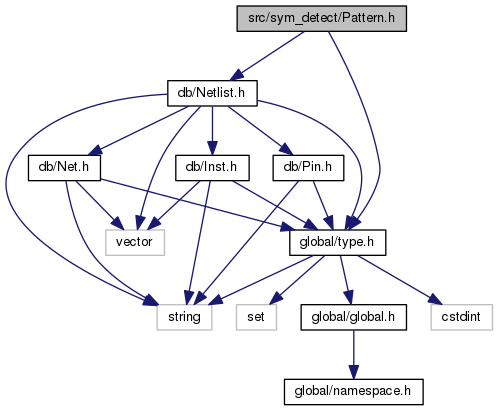 src/sym_detect/Pattern.h
db/Netlist.h
db/Net.h
db/Inst.h
db/Pin.h
vector
global/type.h
string
set
global/global.h
cstdint
global/namespace.h